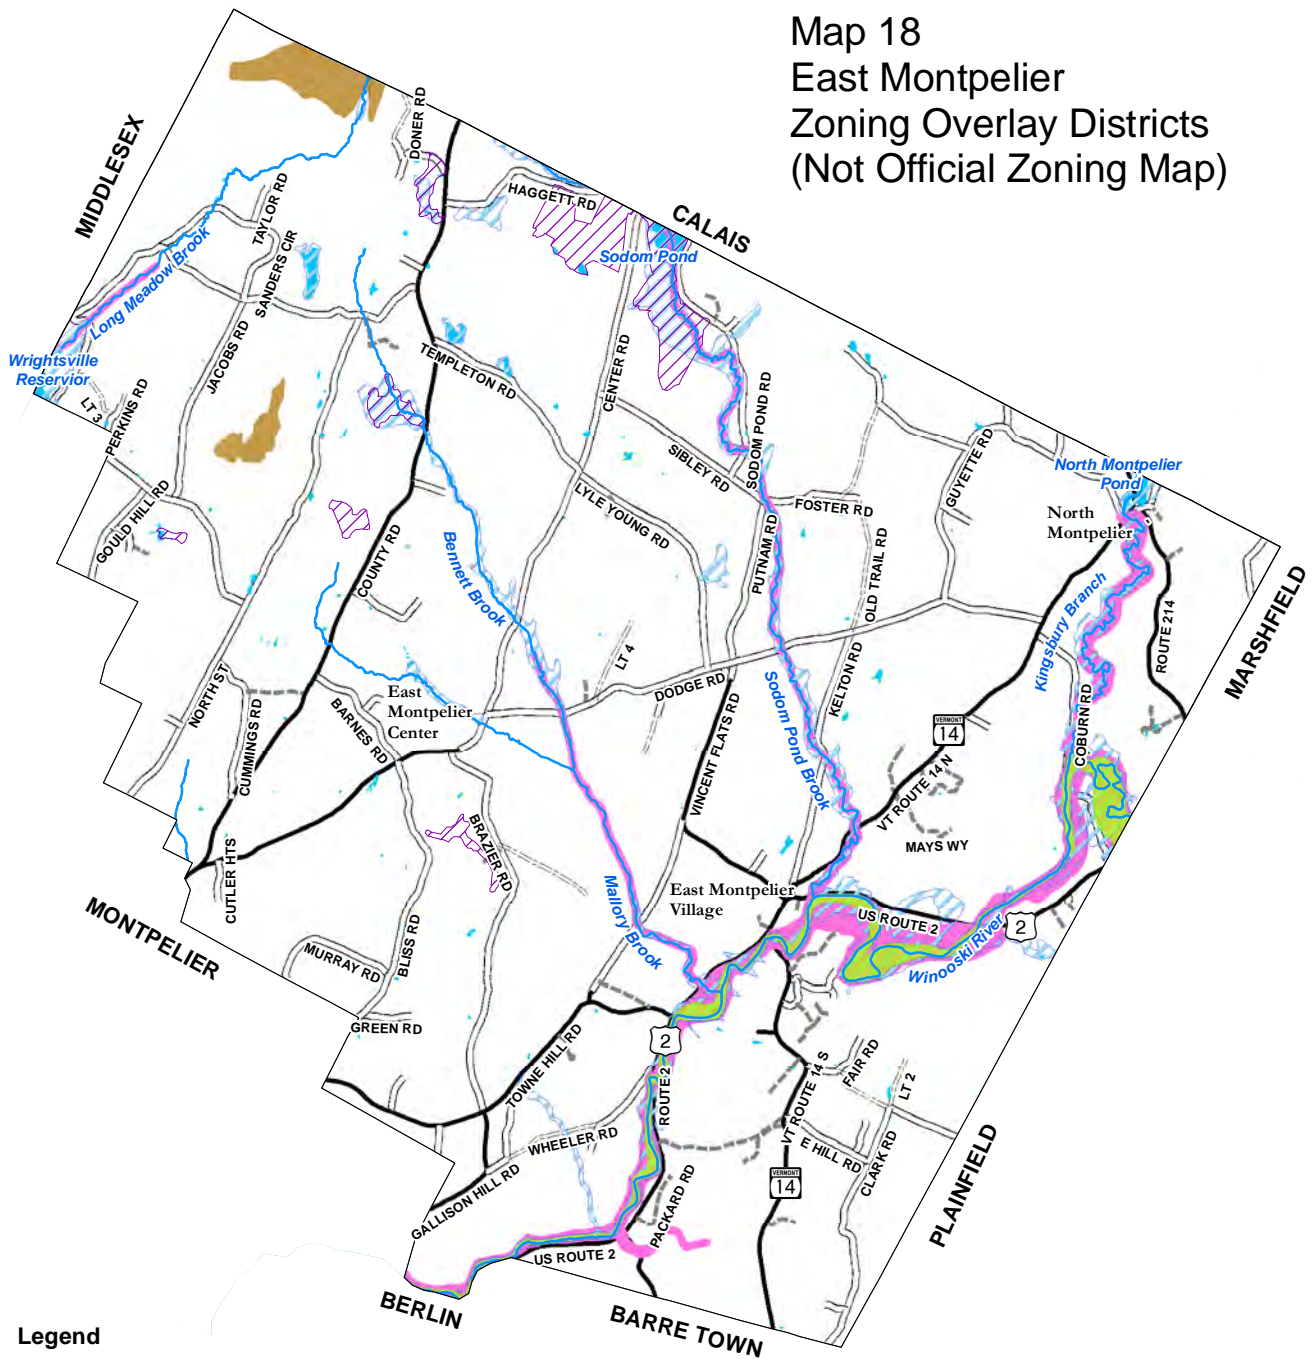 Map 18
East Montpelier
Zoning Overlay Districts
(Not Official Zoning Map)
MIDDLESEX
DONER RD
HAGGETT RD
CALAIS
Sodom Pond
TAYLOR RD
SANDERS CIR
Long Meadow Brook
JACOBS RD
Wrightsville
Reservior
LT 3
PERKINS RD
TEMPLETON RD
CENTER RD
SODOM POND RD
SIBLEY RD
GUYETTE RD
North Montpelier
Pond
North
Montpelier
GOULD HILL RD
LYLE YOUNG RD
FOSTER RD
PUTNAM RD
OLD TRAIL RD
COUNTY RD
Bennett Brook
Kingsbury Branch
ROUTE 214
MARSHFIELD
LT 4
DODGE RD
KELTON RD
NORTH ST
CUMMINGS RD
BARNES RD
East
Montpelier
Center
VINCENT FLATS RD
Sodom Pond Brook
VERMONT
14
COBURN RD
VT ROUTE 14 N
MAYS WY
BRAZIER RD
CUTLER HTS
East Montpelier
Village
Mallory Brook
US ROUTE 2
2
Winooski River
MONTPELIER
BLISS RD
MURRAY RD
GREEN RD
2
TOWNE HILL RD
ROUTE 2
VT ROUTE 14 S
FAIR RD
LT 2
WHEELER RD
E HILL RD
CLARK RD
GALLISON HILL RD
PACKARD RD
VERMONT
14
PLAINFIELD
US ROUTE 2
BERLIN
BARRE TOWN
Legend